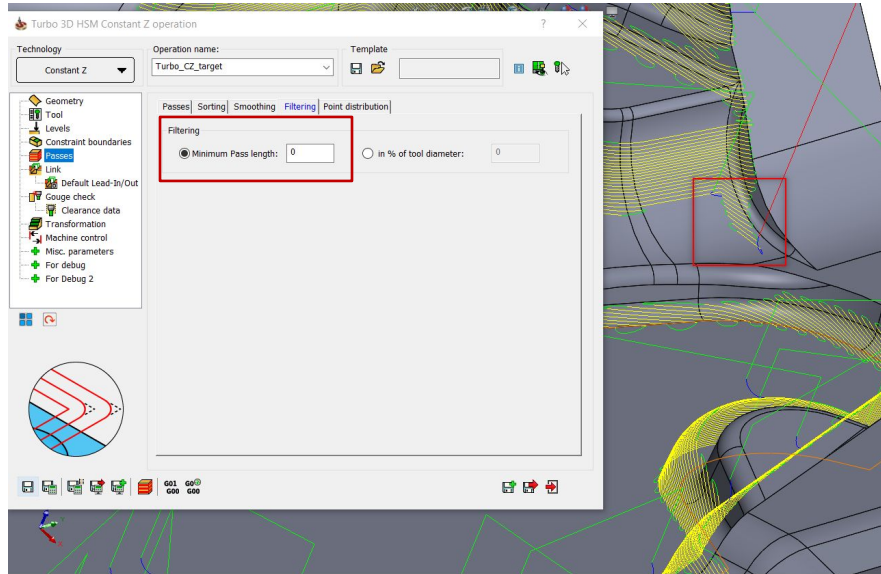 Turbo 3D HSM Constant Z operation ? ×
Technology
Constant Z
Operation name:
Turbo_CZ_target
Template
Geometry
Tool
Levels
Constraint boundaries
Passes
Link
Default Lead-In/Out
Gouge check
Clearance data
Transformation
Machine control
Misc. parameters
For debug
For Debug 2
Passes Sorting Smoothing Filtering Point distribution
Filtering
Minimum Pass length: 0 in % of tool diameter: 0
G01 G00
G00 G00